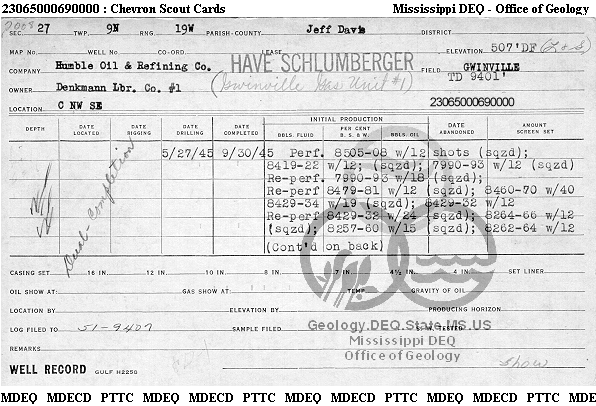 23065000690000 : Chevron Scout Cards Mississippi DEQ - Office of Geology
2008
SEC. 27 TWP. 9N RNG. 19W PARISH-COUNTY Jeff Davis DISTRICT
MAP NO. WELL NO. CO-ORD. LEASE ELEVATION 507'DF (Lod)
COMPANY Humble Oil & Refining Co. HAVE SCHLUMBERGER FIELD GWINVILLE
TD 9401'
OWNER Denkmann Lbr. Co. #1 (Gwinville Gas Unit #1)
LOCATION C NW SE 23065000690000
INITIAL PRODUCTION
DEPTH DATE LOCATED DATE RIGGING DATE DRILLING DATE COMPLETED BBLS. FLUID PER CENT B. S. & W. BBLS. OIL DATE ABANDONED AMOUNT SCREEN SET
5/27/45 9/30/45 Perf. 8505-08 w/12 shots (sqzd);
8419-22 w/12; (sqzd); 7990-93 w/12 (sqzd)
Re-perf. 7990-93 w/18 (sqzd);
Re-perf 8479-81 w/12 (sqzd); 8460-70 w/40
8429-34 w/19 (sqzd); 8429-32 w/12
Re-perf 8429-32 w/24 (sqzd); 8264-66 w/12
(sqzd); 8257-60 w/15 (sqzd); 8262-64 w/12
(Cont'd on back)
Dual-Completion
CASING SET 16 IN. 12 IN. 10 IN. 8 IN. 7 IN. 4½ IN. 4 IN. SET LINER
OIL SHOW AT: GAS SHOW AT: TEMP. GRAVITY OF OIL
LOCATION BY ELEVATION BY PRODUCING HORIZON
LOG FILED TO 51-9407 SAMPLE FILED S. W. TESTED
Geology.DEQ.State.MS.US
REMARKS
Mississippi DEQ
Office of Geology
WELL RECORD GULF H2258 show
MDEQ MDECD PTTC MDEQ MDECD PTTC MDEQ MDECD PTTC MDEQ MDECD PTTC MDE